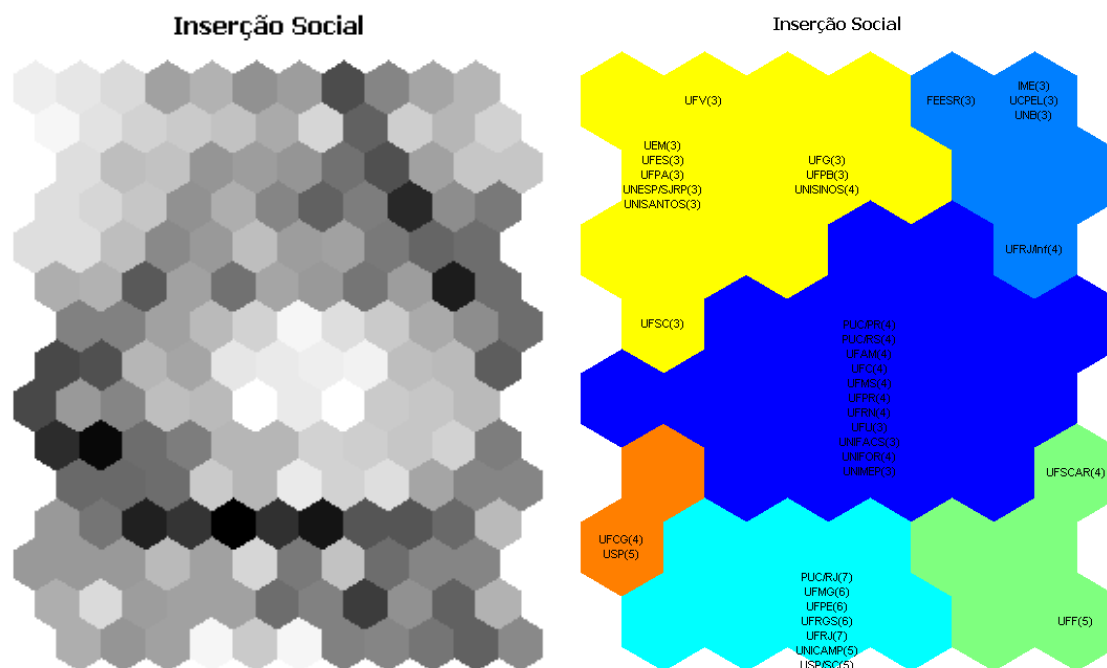 Inserção Social
Inserção Social
UFV(3)
FEESR(3)
IME(3)
UCPEL(3)
UNB(3)
UEM(3)
UFES(3)
UFPA(3)
UNESP/SJRP(3)
UNISANTOS(3)
UFG(3)
UFPB(3)
UNISINOS(4)
UFRJ/Inf(4)
UFSC(3)
PUC/PR(4)
PUC/RS(4)
UFAM(4)
UFC(4)
UFMS(4)
UFPR(4)
UFRN(4)
UFU(3)
UNIFACS(3)
UNIFOR(4)
UNIMEP(3)
UFSCAR(4)
UFCG(4)
USP(5)
PUC/RJ(7)
UFMG(6)
UFPE(6)
UFRGS(6)
UFRJ(7)
UNICAMP(5)
USP/SC(5)
UFF(5)